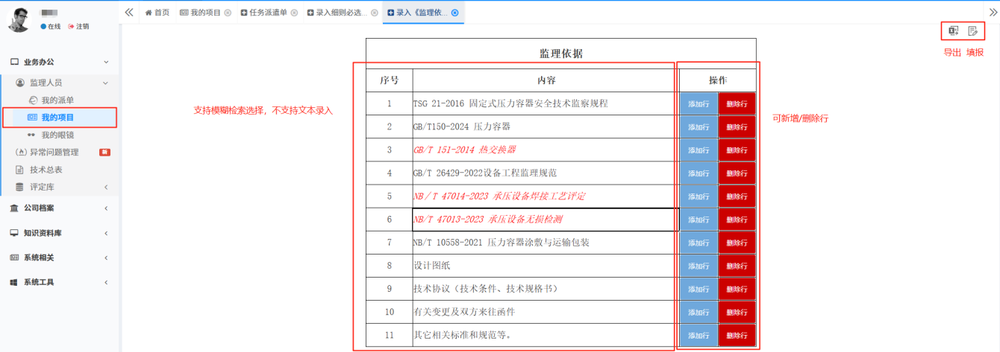 首页 我的项目 任务派遣单 录入细则必选... 录入《监理依...
在线 注销
导出 填报
业务办公
监理人员
我的派单
我的项目
我的眼镜
异常问题管理 新
技术总表
评定库
公司档案
知识资料库
系统相关
系统工具
支持模糊检索选择，不支持文本录入
监理依据
序号 内容 操作
1 TSG 21-2016 固定式压力容器安全技术监察规程 添加行 删除行
2 GB/T150-2024 压力容器 添加行 删除行
3 GB/T 151-2014 热交换器 添加行 删除行
4 GB/T 26429-2022设备工程监理规范 添加行 删除行
5 NB/T 47014-2023 承压设备焊接工艺评定 添加行 删除行
6 NB/T 47013-2023 承压设备无损检测 添加行 删除行
7 NB/T 10558-2021 压力容器涂敷与运输包装 添加行 删除行
8 设计图纸 添加行 删除行
9 技术协议（技术条件、技术规格书） 添加行 删除行
10 有关变更及双方来往函件 添加行 删除行
11 其它相关标准和规范等。 添加行 删除行
可新增/删除行